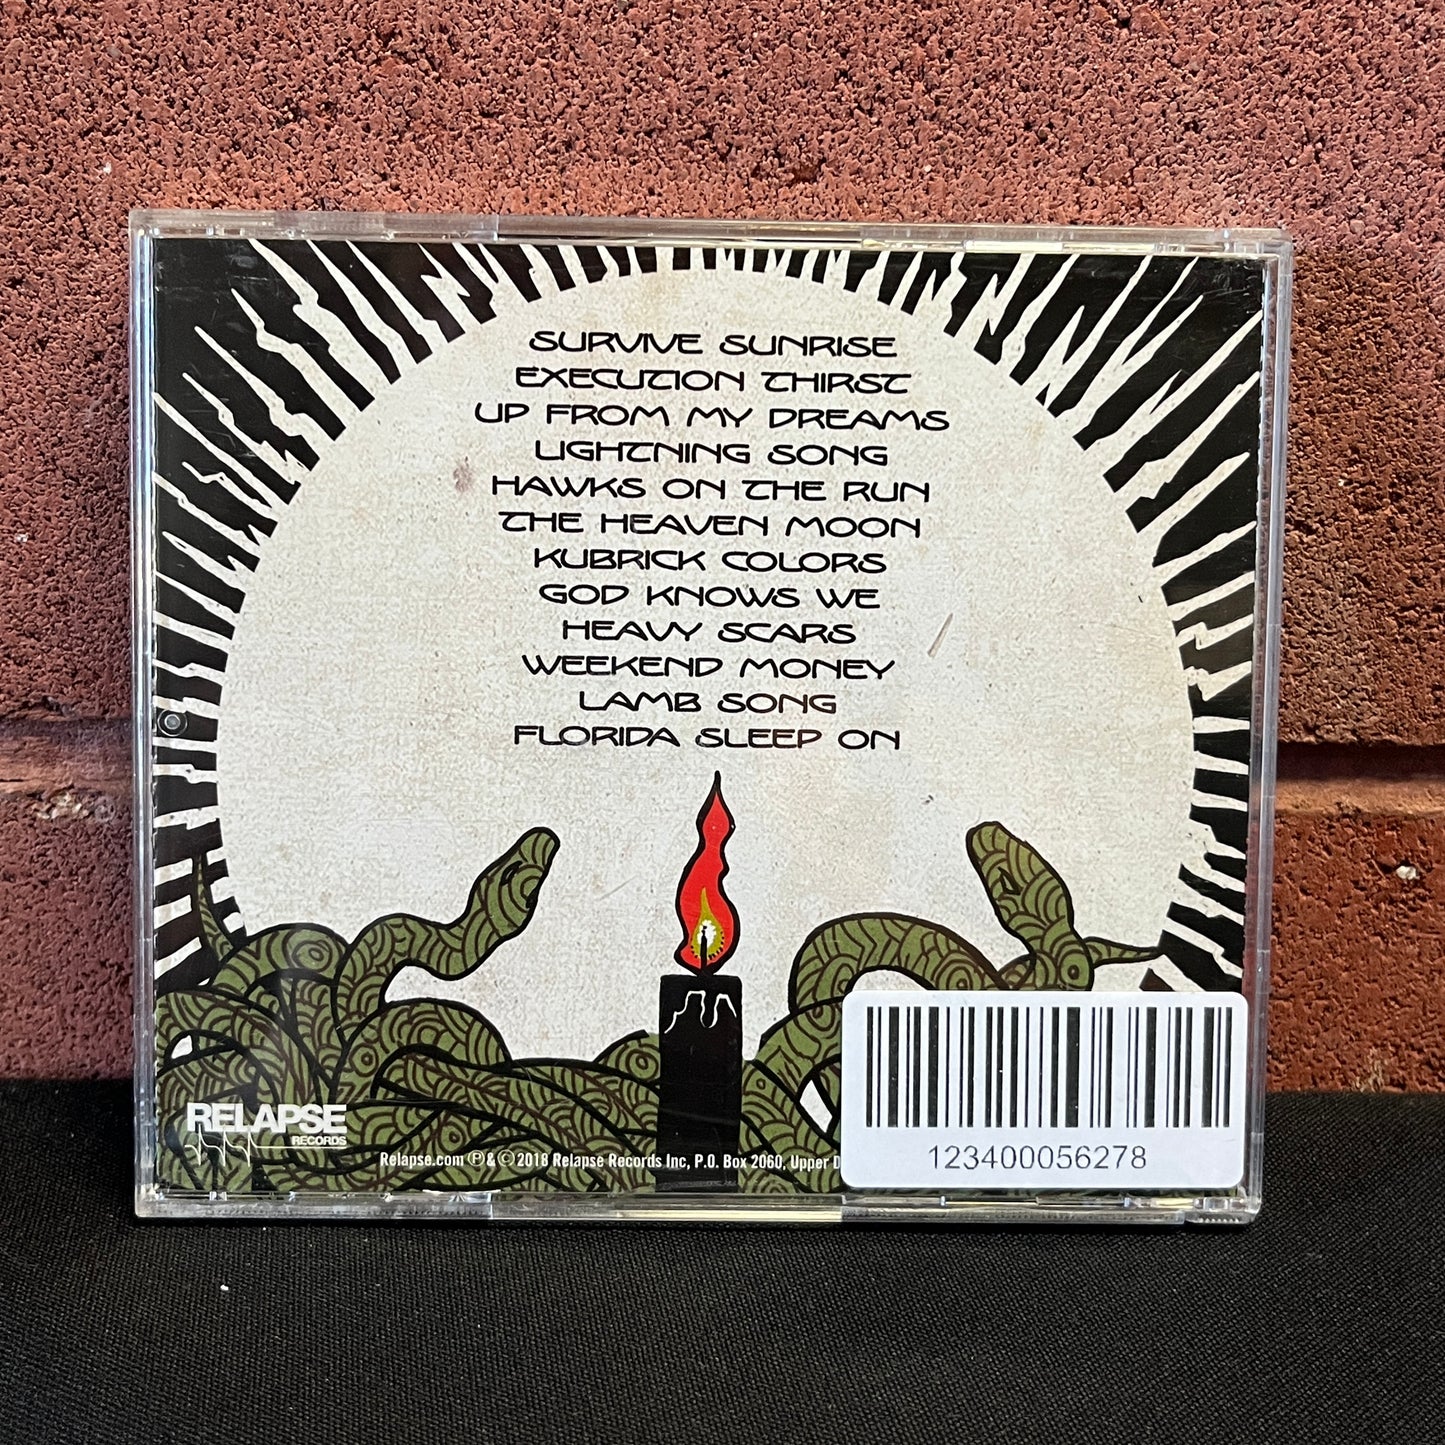 SURVIVE SUNRISE
EXECUTION THIRST
UP FROM MY DREAMS
LIGHTNING SONG
HAWKS ON THE RUN
THE HEAVEN MOON
KUBRICK COLORS
GOD KNOWS WE
HEAVY SCARS
WEEKEND MONEY
LAMB SONG
FLORIDA SLEEP ON
RELAPSE
RECORDS
Relapse.com ℗&©2018 Relapse Records Inc, P.O. Box 2060, Upper D
123400056278